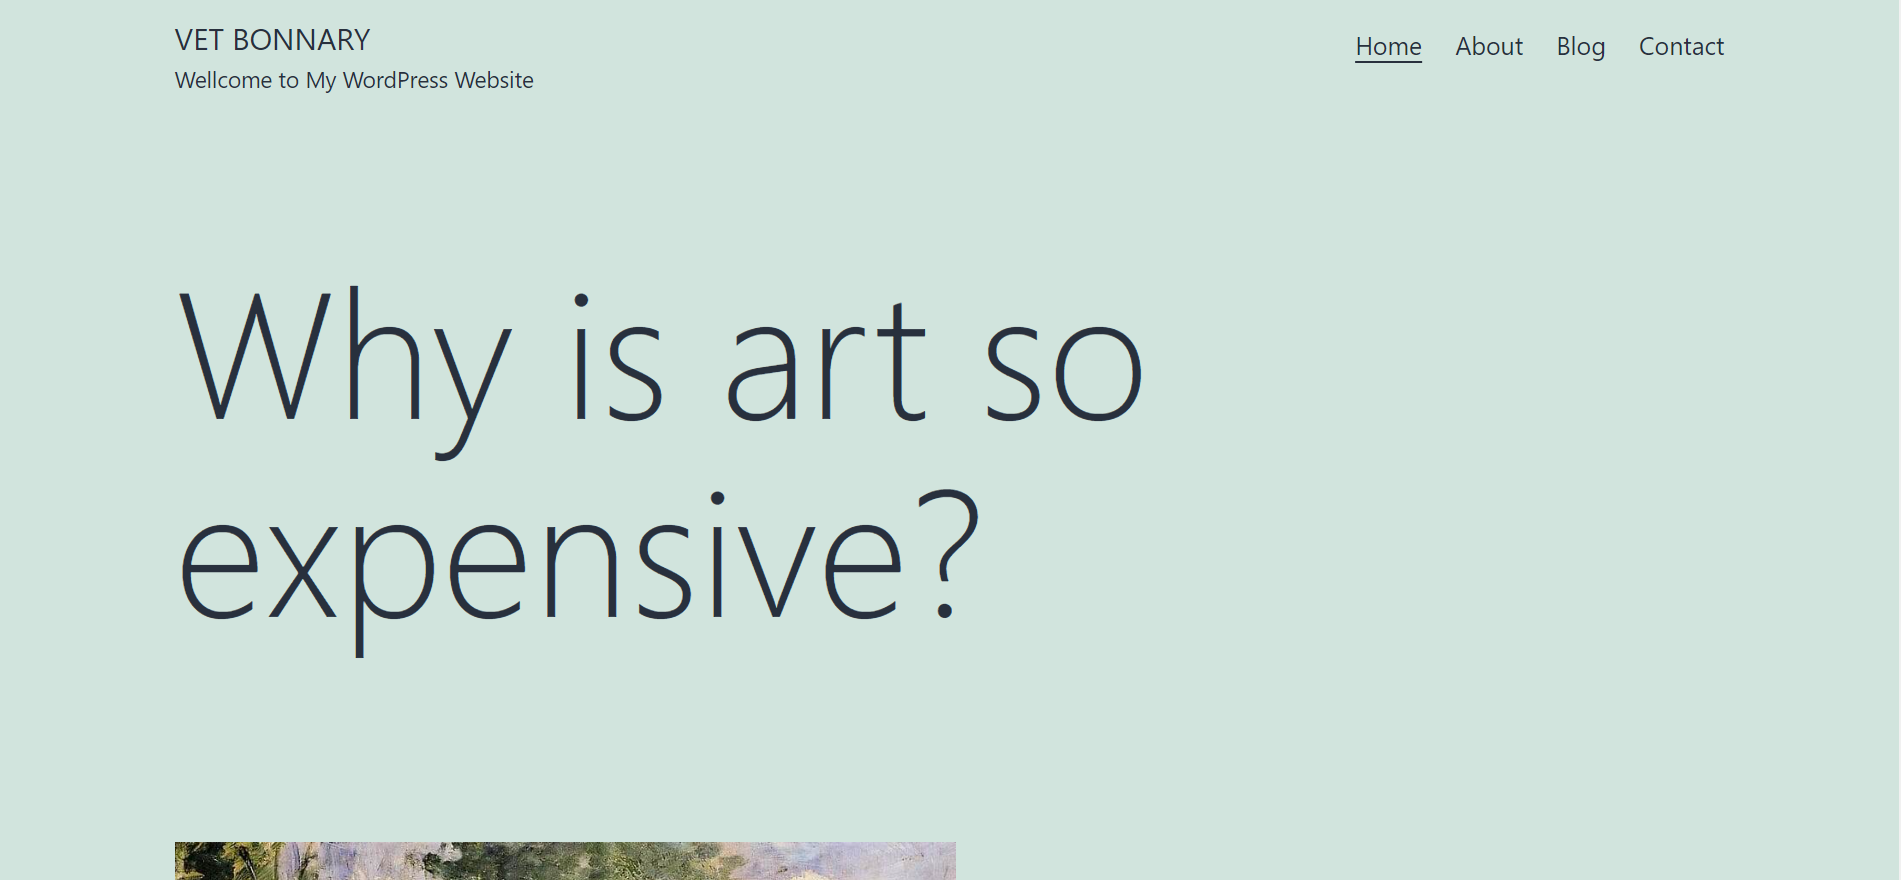 VET BONNARY
Wellcome to My WordPress Website
Home About Blog Contact
Why is art so
expensive?